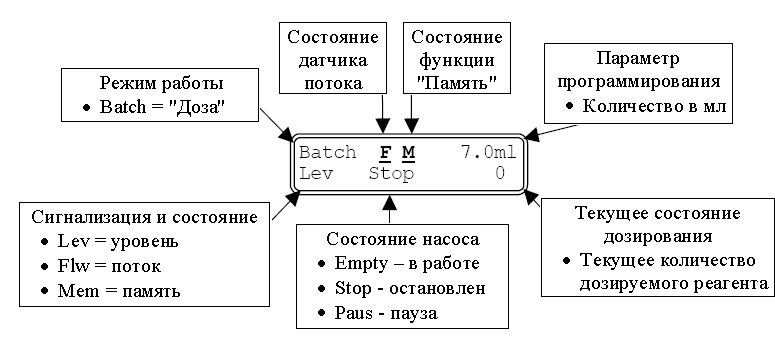 Состояние
датчика
потока
Состояние
функции
"Память"
Режим работы
• Batch = "Доза"
Параметр
программирования
• Количество в мл
Batch F M 7.0ml
Lev Stop 0
Сигнализация и состояние
• Lev = уровень
• Flw = поток
• Mem = память
Состояние насоса
• Empty – в работе
• Stop - остановлен
• Paus - пауза
Текущее состояние
дозирования
• Текущее количество
дозируемого реагента